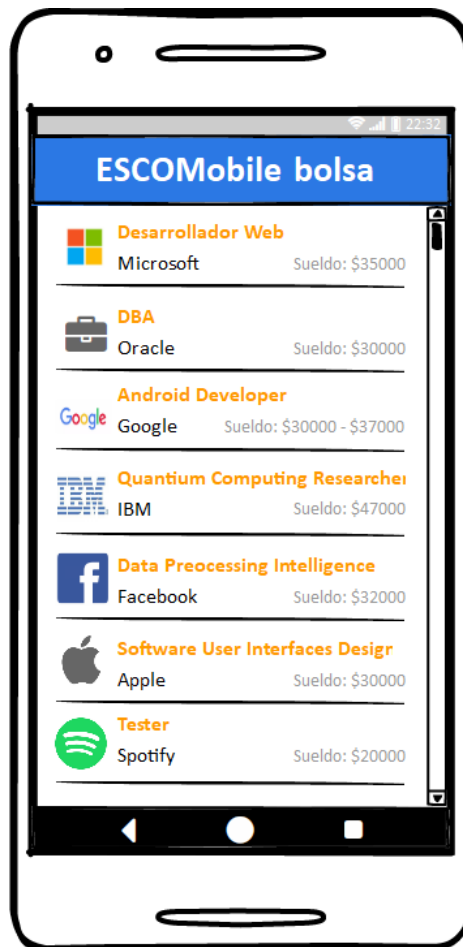 22:32
ESCOMobile bolsa
Desarrollador Web
Microsoft Sueldo: $35000
DBA
Oracle Sueldo: $30000
Android Developer
Google
Google Sueldo: $30000 - $37000
Quantum Computing Researcher
IBM
IBM Sueldo: $47000
Data Preocessing Intelligence
f
Facebook Sueldo: $32000
Software User Interfaces Desigr
Apple Sueldo: $30000
Tester
Spotify Sueldo: $20000